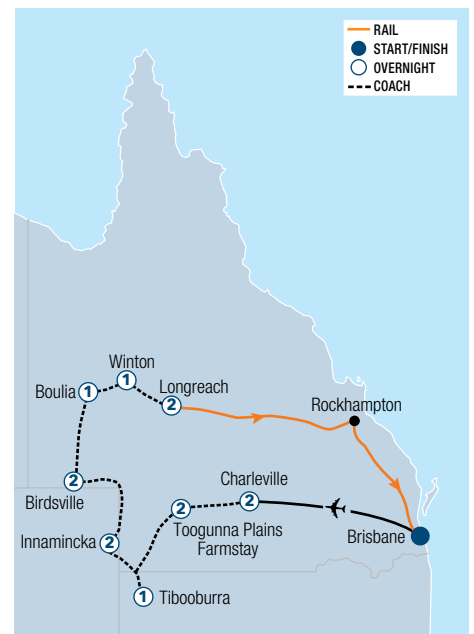 RAIL
START/FINISH
OVERNIGHT
COACH
Winton
1
Boulia
1
Longreach
2
Rockhampton
Charleville
2
Birdsville
2
2
Toogunna Plains
Farmstay
Brisbane
Innamincka
2
1
Tibooburra